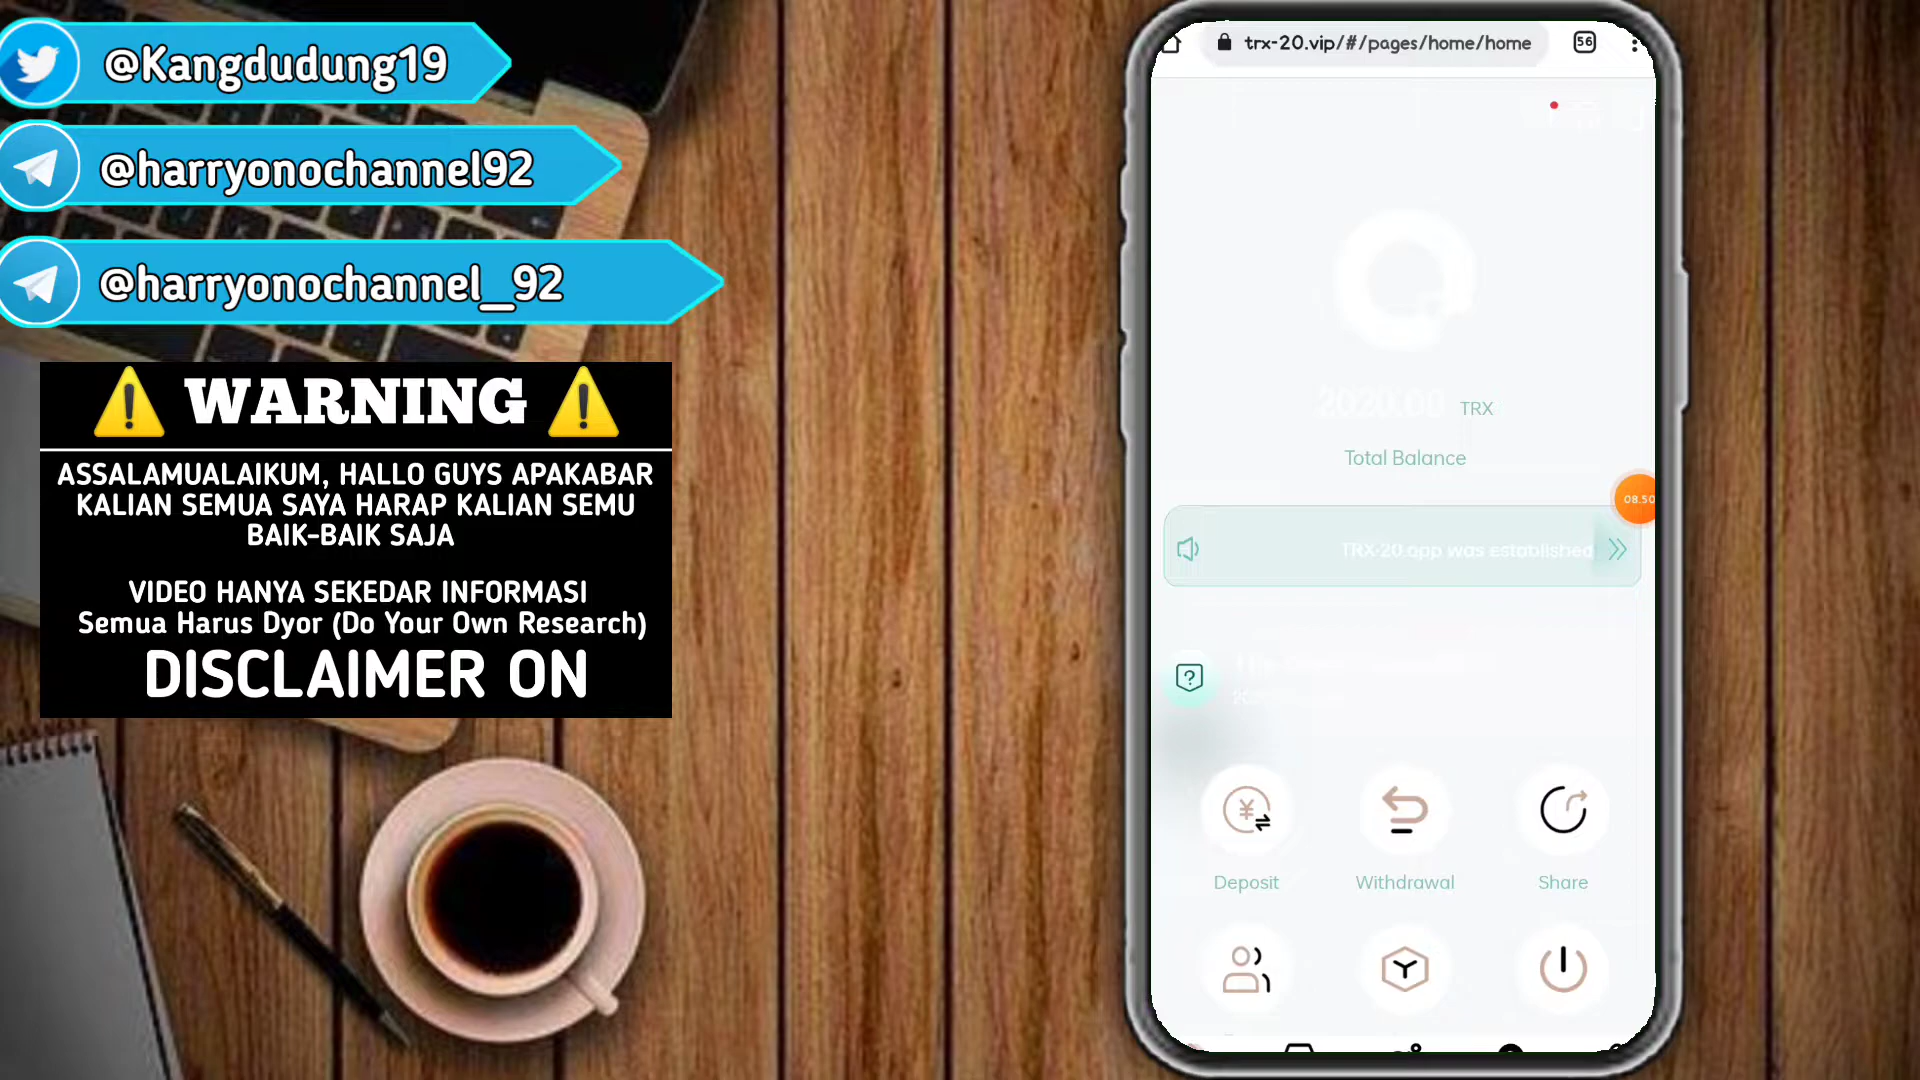 @Kangdudung19
@harryonochannel92
@harryonochannel_92
⚠️ WARNING ⚠️
ASSALAMUALAIKUM, HALLO GUYS APAKABAR
KALIAN SEMUA SAYA HARAP KALIAN SEMU
BAIK-BAIK SAJA
VIDEO HANYA SEKEDAR INFORMASI
Semua Harus Dyor (Do Your Own Research)
DISCLAIMER ON
trx-20.vip/#/pages/home/home
56
TRX
Total Balance
08.50
TRX-20 app was established
Deposit
Withdrawal
Share